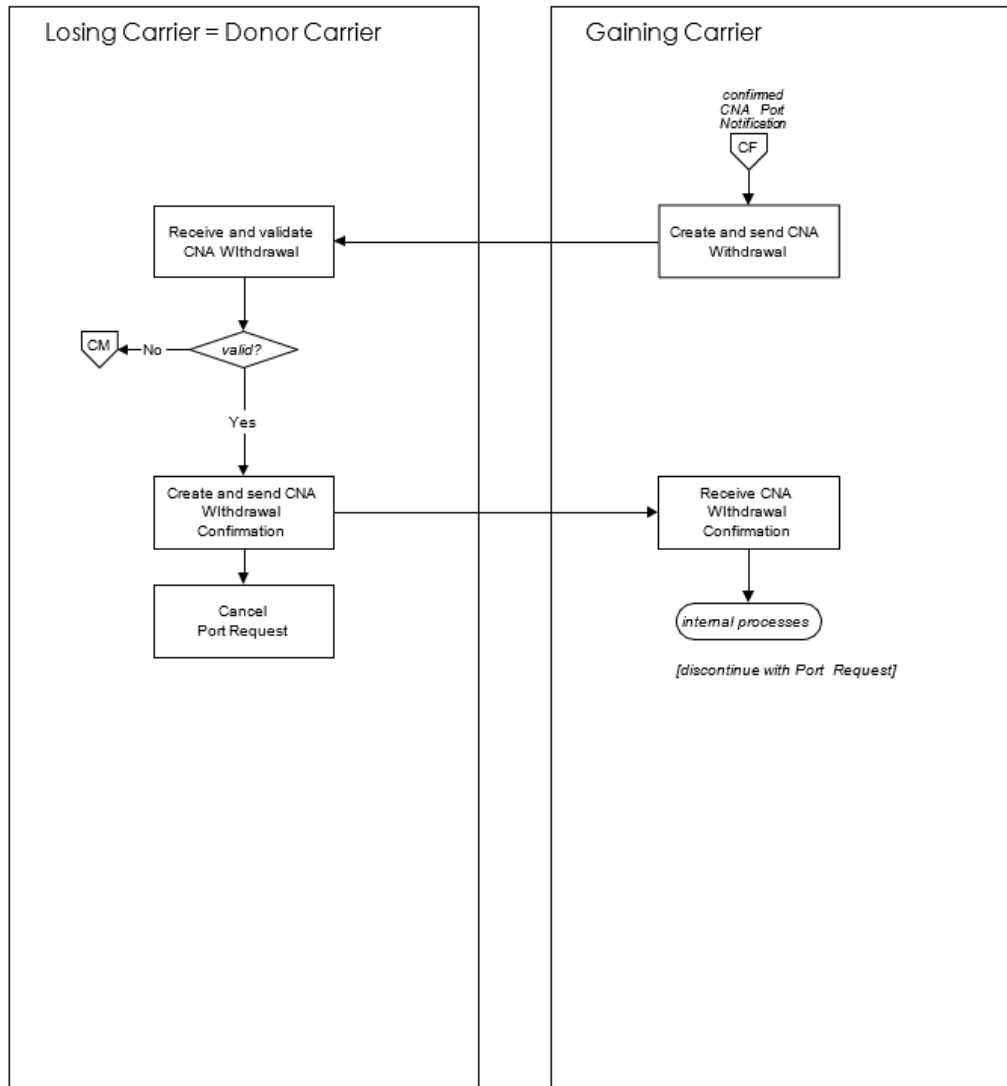 Losing Carrier = Donor Carrier
Gaining Carrier
confirmed
CNA Port
Notification
CF
Receive and validate
CNA WIthdrawal
Create and send CNA
Withdrawal
CM
No
valid?
Yes
Create and send CNA
WIthdrawal
Confirmation
Receive CNA
WIthdrawal
Confirmation
Cancel
Port Request
internal processes
[discontinue with Port Request]